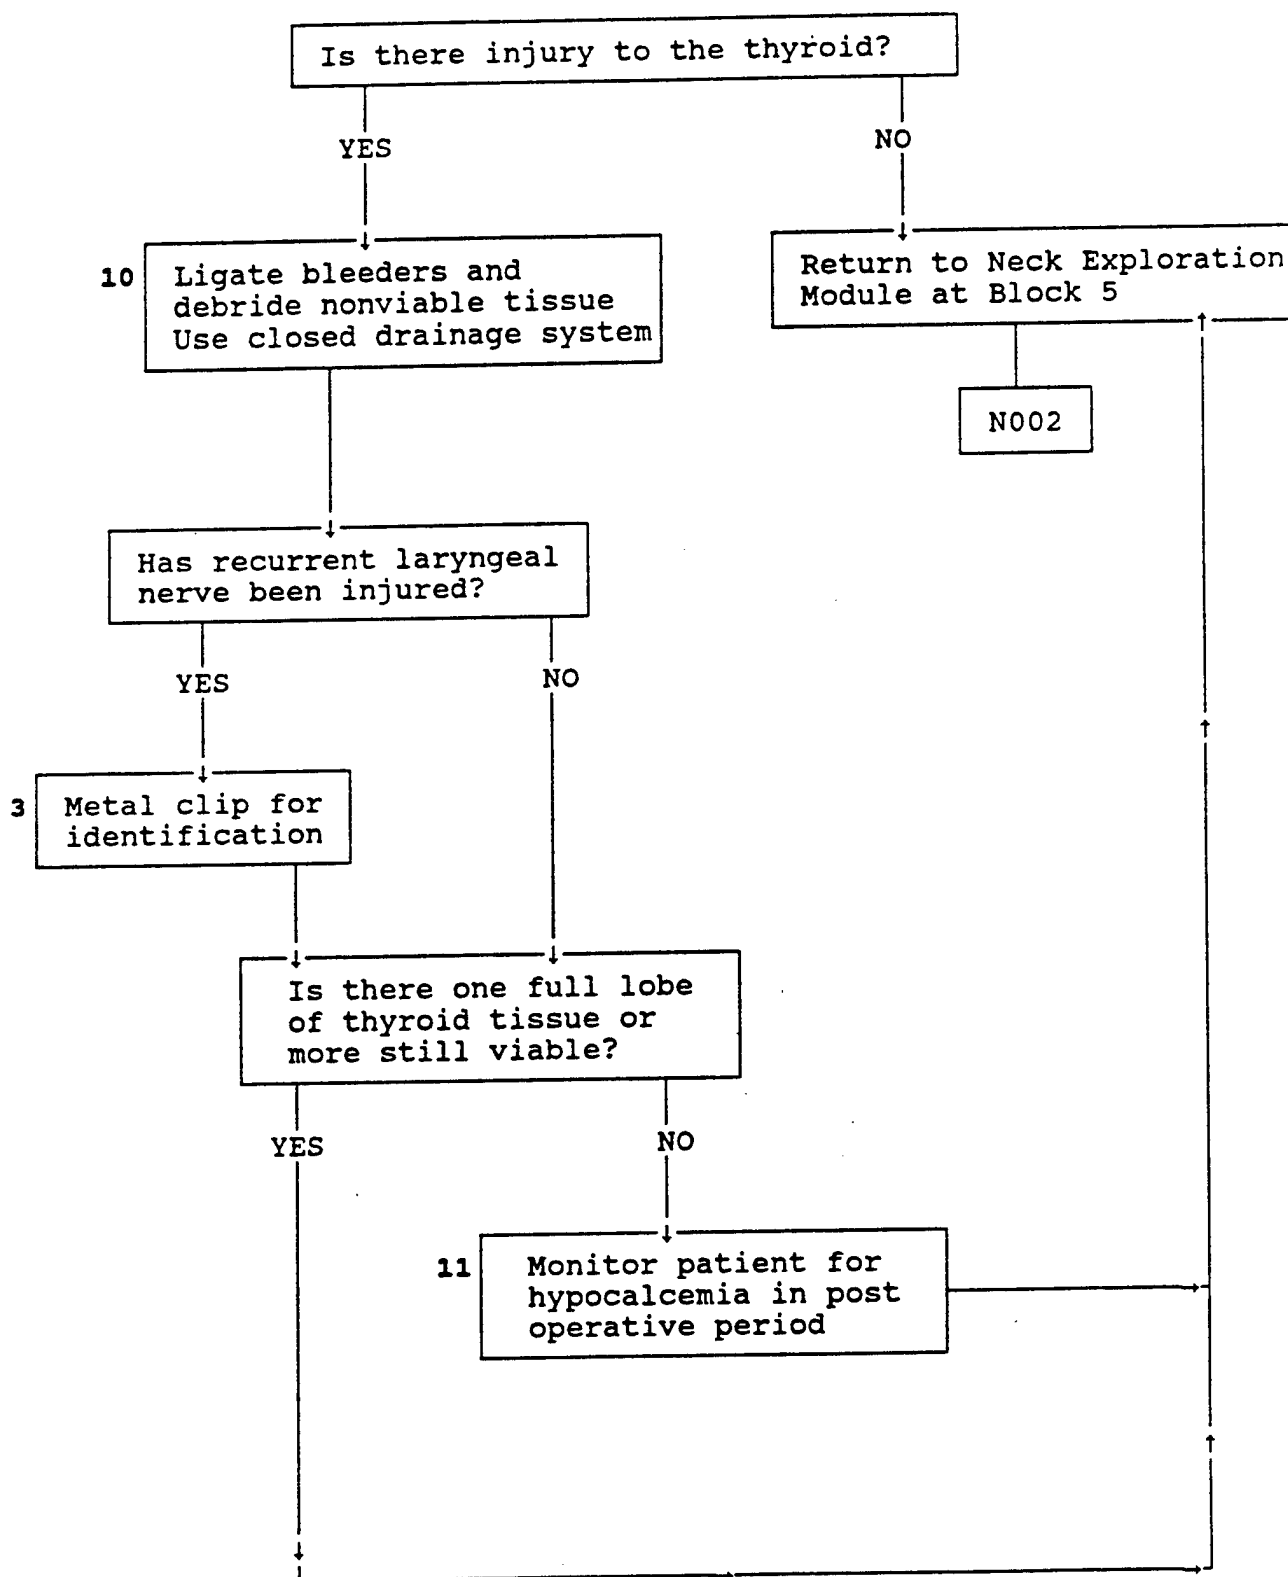 Is there injury to the thyroid?
YES
NO
10
Ligate bleeders and
debride nonviable tissue
Use closed drainage system
Return to Neck Exploration
Module at Block 5
N002
Has recurrent laryngeal
nerve been injured?
YES
NO
3
Metal clip for
identification
Is there one full lobe
of thyroid tissue or
more still viable?
YES
NO
11
Monitor patient for
hypocalcemia in post
operative period